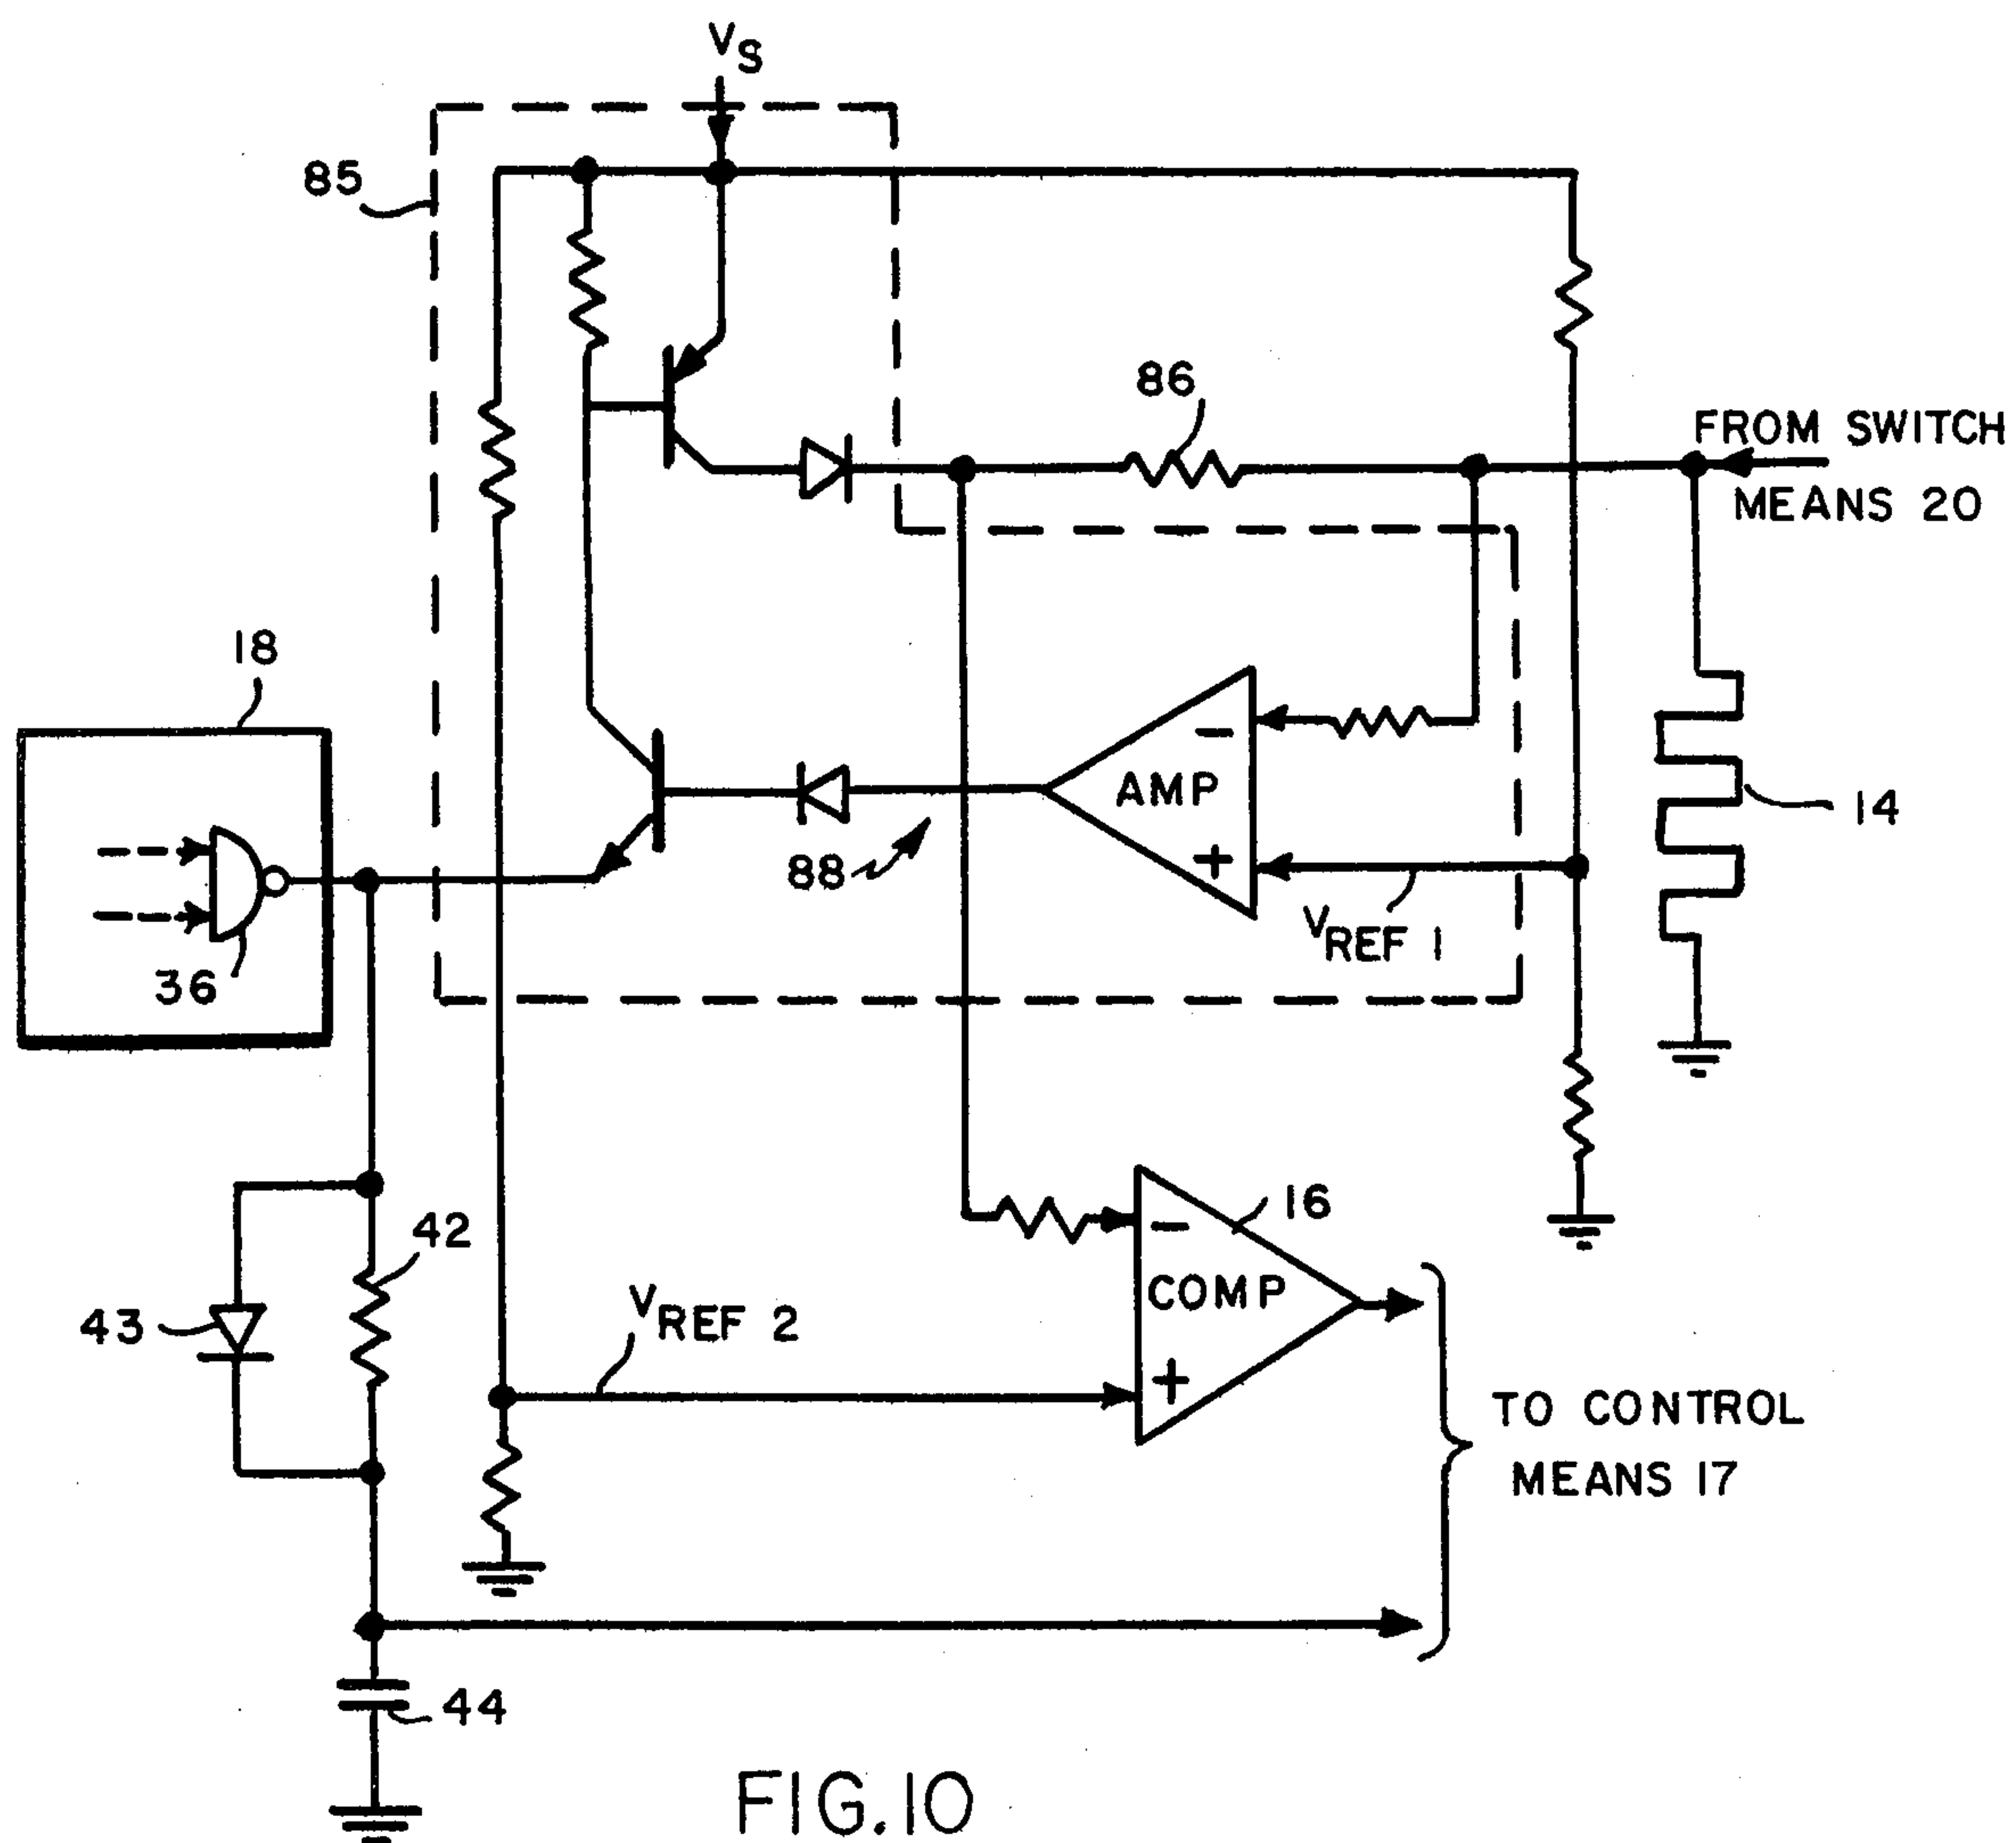 VS
85
86
FROM SWITCH
MEANS 20
18
AMP
-
+
14
88
VREF 1
36
16
-
COMP
+
42
43
VREF 2
TO CONTROL
MEANS 17
44
FIG.10